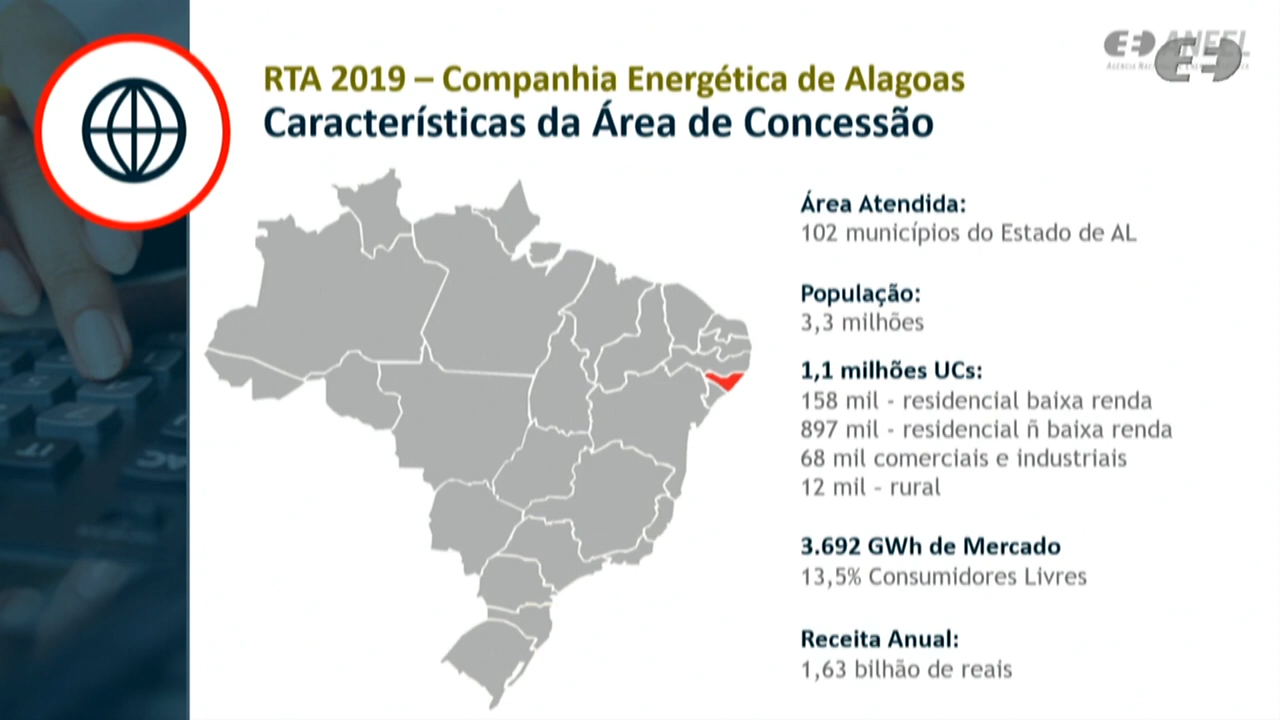 ANEEL
RTA 2019 – Companhia Energética de Alagoas
Características da Área de Concessão
Área Atendida:
102 municípios do Estado de AL
População:
3,3 milhões
1,1 milhões UCs:
158 mil - residencial baixa renda
897 mil - residencial ñ baixa renda
68 mil comerciais e industriais
12 mil - rural
3.692 GWh de Mercado
13,5% Consumidores Livres
Receita Anual:
1,63 bilhão de reais